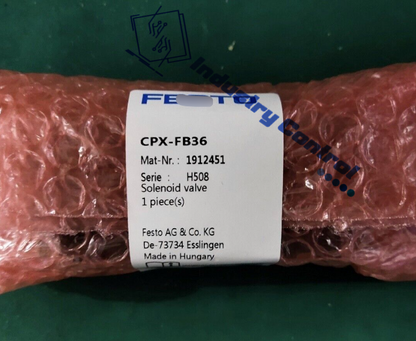 Industry Control
FESTO
CPX-FB36
Mat-Nr. : 1912451
Serie : H508
Solenoid valve
1 piece(s)
Festo AG & Co. KG
De-73734 Esslingen
Made in Hungary